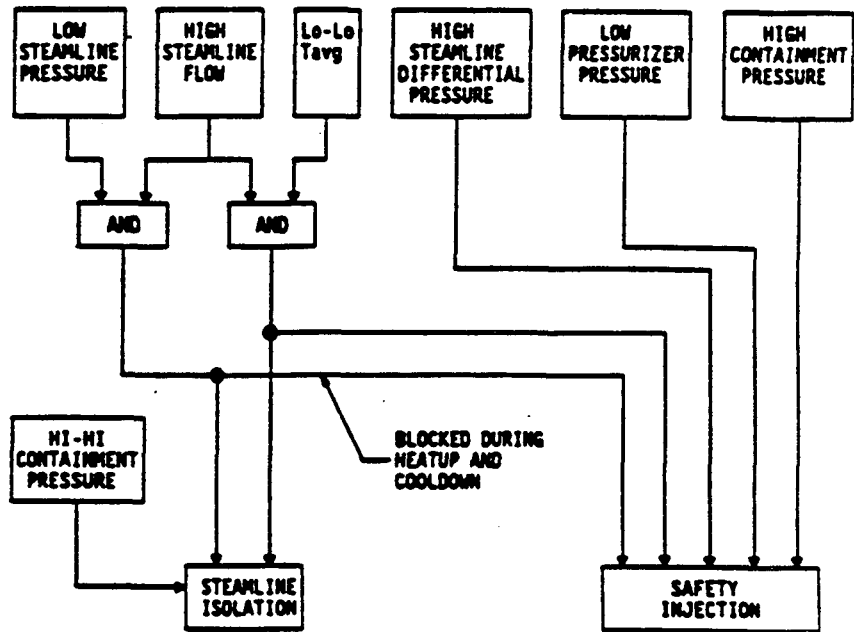 LOW
STEAMLINE
PRESSURE
HIGH
STEAMLINE
FLOW
Lo-Lo
Tavg
HIGH
STEAMLINE
DIFFERENTIAL
PRESSURE
LOW
PRESSURIZER
PRESSURE
HIGH
CONTAINMENT
PRESSURE
AND
AND
HI-HI
CONTAINMENT
PRESSURE
BLOCKED DURING
HEATUP AND
COOLDOWN
STEAMLINE
ISOLATION
SAFETY
INJECTION